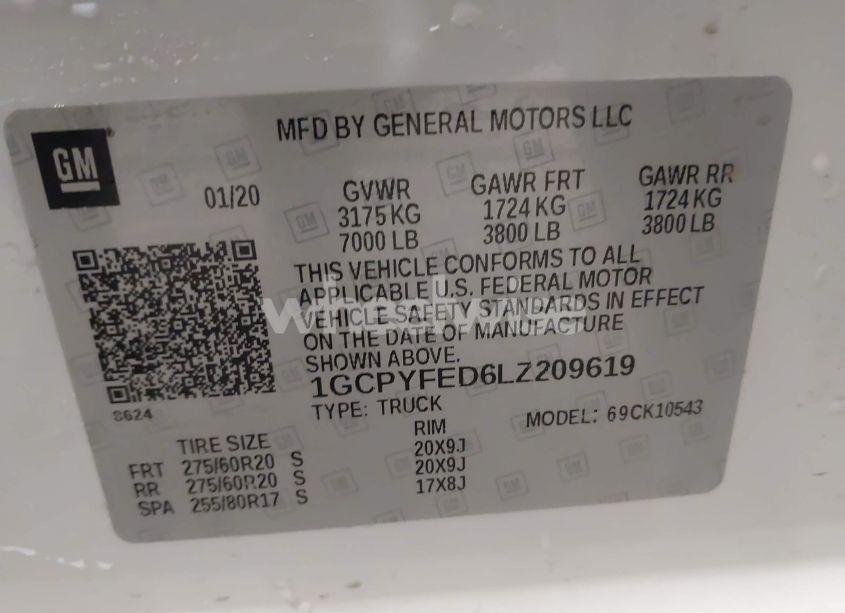 MFD BY GENERAL MOTORS LLC
GM
01/20
GVWR
3175 KG
7000 LB
GAWR FRT
1724 KG
3800 LB
GAWR RR
1724 KG
3800 LB
THIS VEHICLE CONFORMS TO ALL
APPLICABLE U.S. FEDERAL MOTOR
VEHICLE SAFETY STANDARDS IN EFFECT
ON THE DATE OF MANUFACTURE
SHOWN ABOVE.
1GCPYFED6LZ209619
TYPE: TRUCK
MODEL: 69CK10543
S624
TIRE SIZE
RIM
FRT 275/60R20 S 20X9J
RR 275/60R20 S 20X9J
SPA 255/80R17 S 17X8J